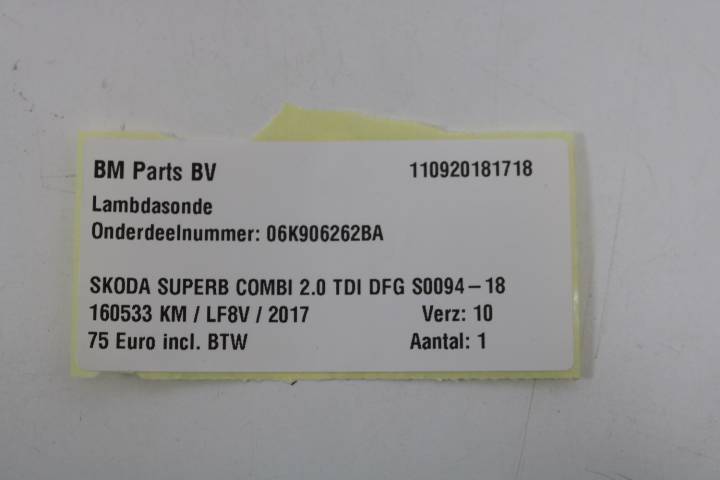 BM Parts BV 110920181718
Lambdasonde
Onderdeelnummer: 06K906262BA
SKODA SUPERB COMBI 2.0 TDI DFG S0094-18
160533 KM / LF8V / 2017 Verz: 10
75 Euro incl. BTW Aantal: 1